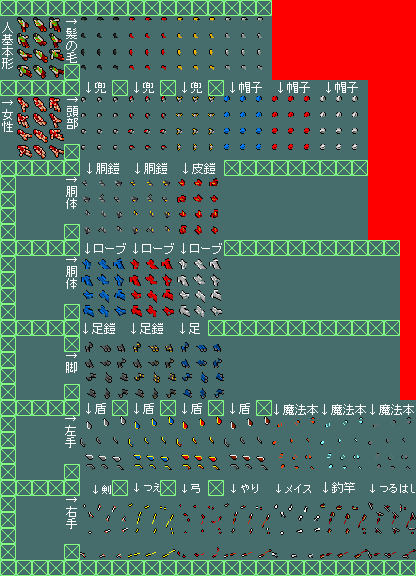 人基本形
→髪の毛
↓兜 ↓兜 ↓兜 ↓帽子 ↓帽子 ↓帽子
→女性
→頭部
↓胴鎧 ↓胴鎧 ↓皮鎧
→胴体
↓ローブ ↓ローブ ↓ローブ
→胴体
↓足鎧 ↓足鎧 ↓足
→脚
↓盾 ↓盾 ↓盾 ↓盾 ↓魔法本 ↓魔法本 ↓魔法本
→左手
↓剣 ↓つえ ↓弓 ↓やり ↓メイス ↓釣竿 ↓つるはし
→右手